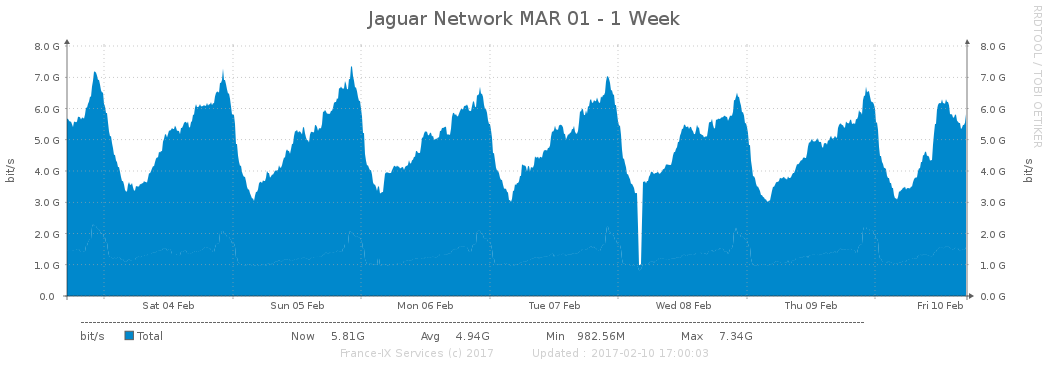 Jaguar Network MAR 01 - 1 Week
RRDTOOL / TOBI OETIKER
bit/s
8.0 G 8.0 G
7.0 G 7.0 G
6.0 G 6.0 G
5.0 G 5.0 G
4.0 G 4.0 G
3.0 G 3.0 G
2.0 G 2.0 G
1.0 G 1.0 G
0.0 0.0 G
bit/s
Sat 04 Feb Sun 05 Feb Mon 06 Feb Tue 07 Feb Wed 08 Feb Thu 09 Feb Fri 10 Feb
bit/s Total Now 5.81G Avg 4.94G Min 982.56M Max 7.34G
France-IX Services (c) 2017 Updated : 2017-02-10 17:00:03